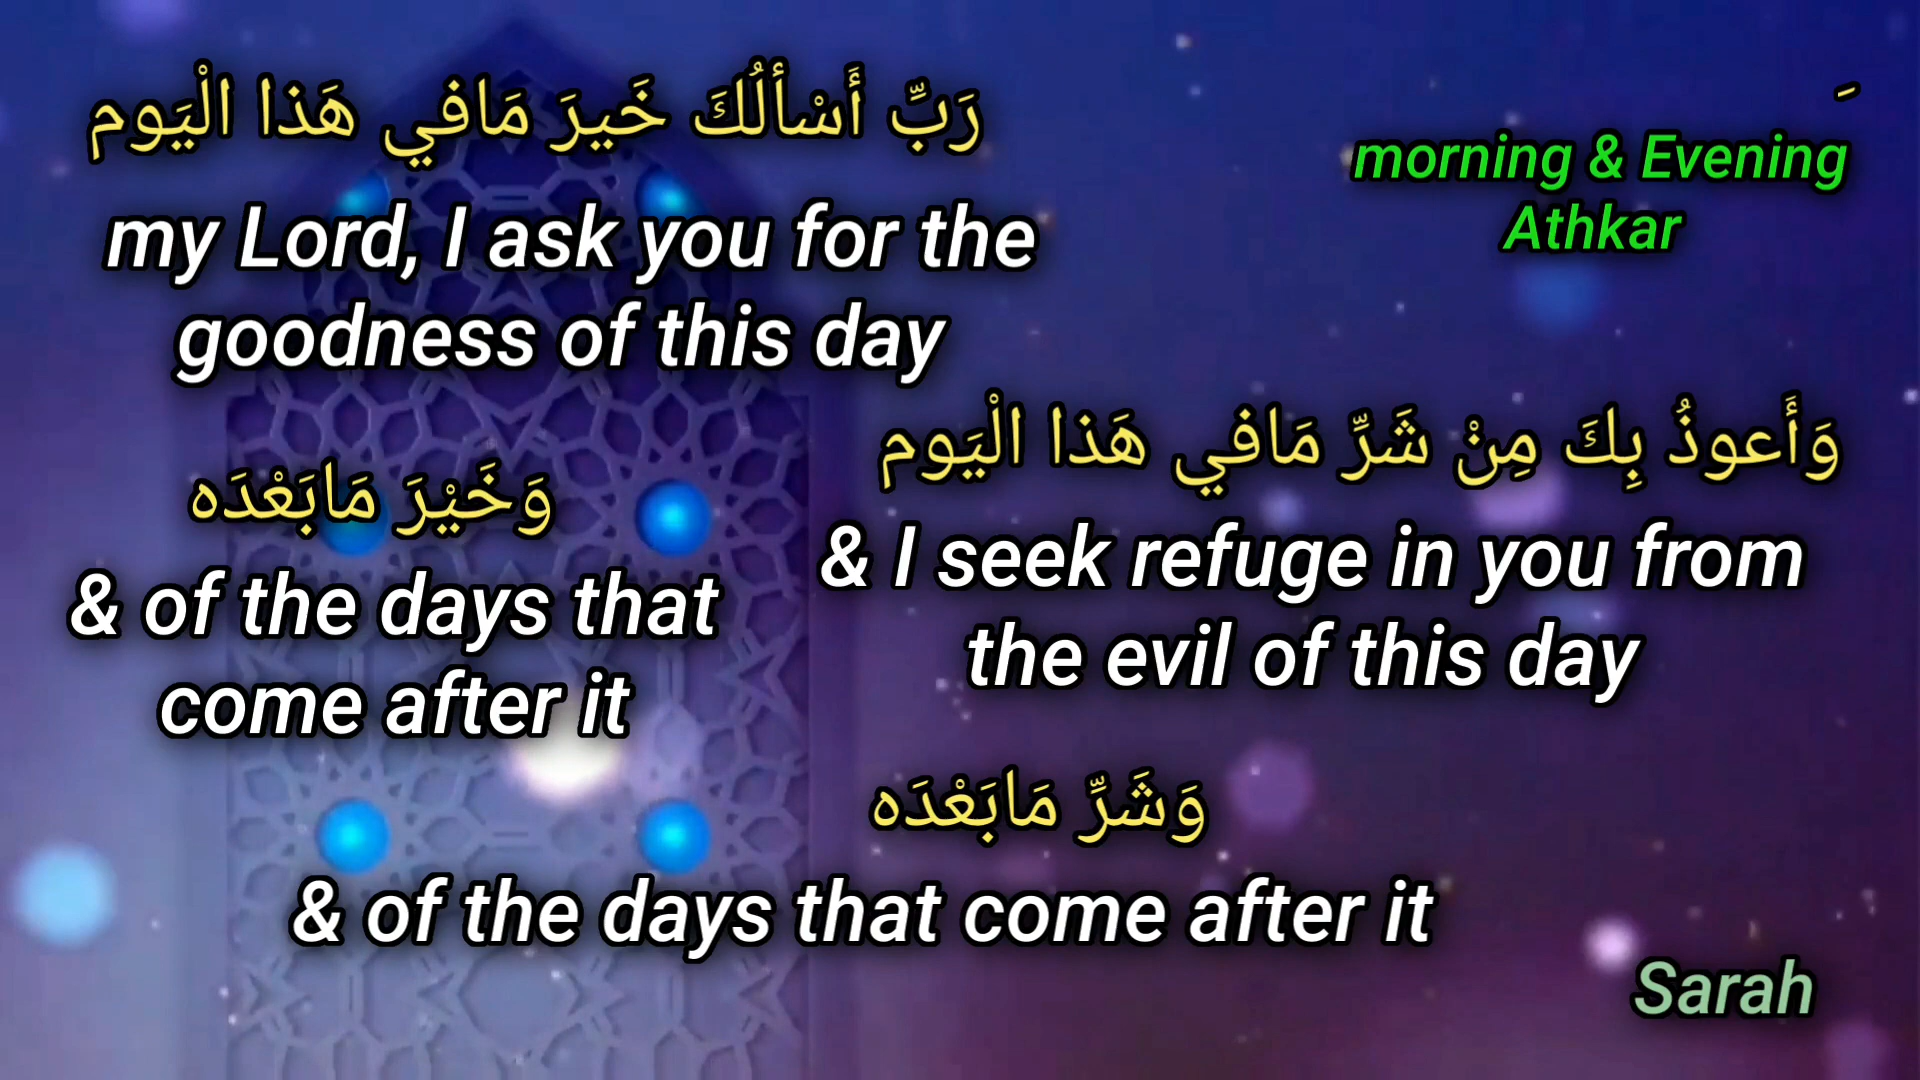 رَبِّ أَسْألُكَ خَيرَ مَافي هَذا الْيَوم
my Lord, I ask you for the
goodness of this day
morning & Evening
Athkar
وَخَيْرَ مَابَعْدَه
& of the days that
come after it
وَأَعوذُ بِكَ مِنْ شَرِّ مَافي هَذا الْيَوم
& I seek refuge in you from
the evil of this day
وَشَرِّ مَابَعْدَه
& of the days that come after it
Sarah